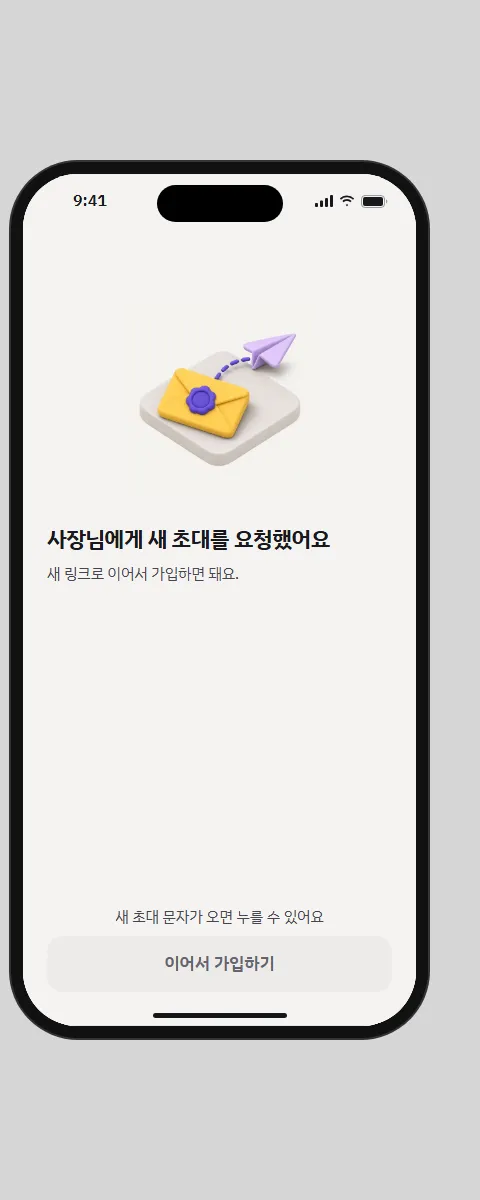 9:41
사장님에게 새 초대를 요청했어요
새 링크로 이어서 가입하면 돼요.
새 초대 문자가 오면 누를 수 있어요
이어서 가입하기